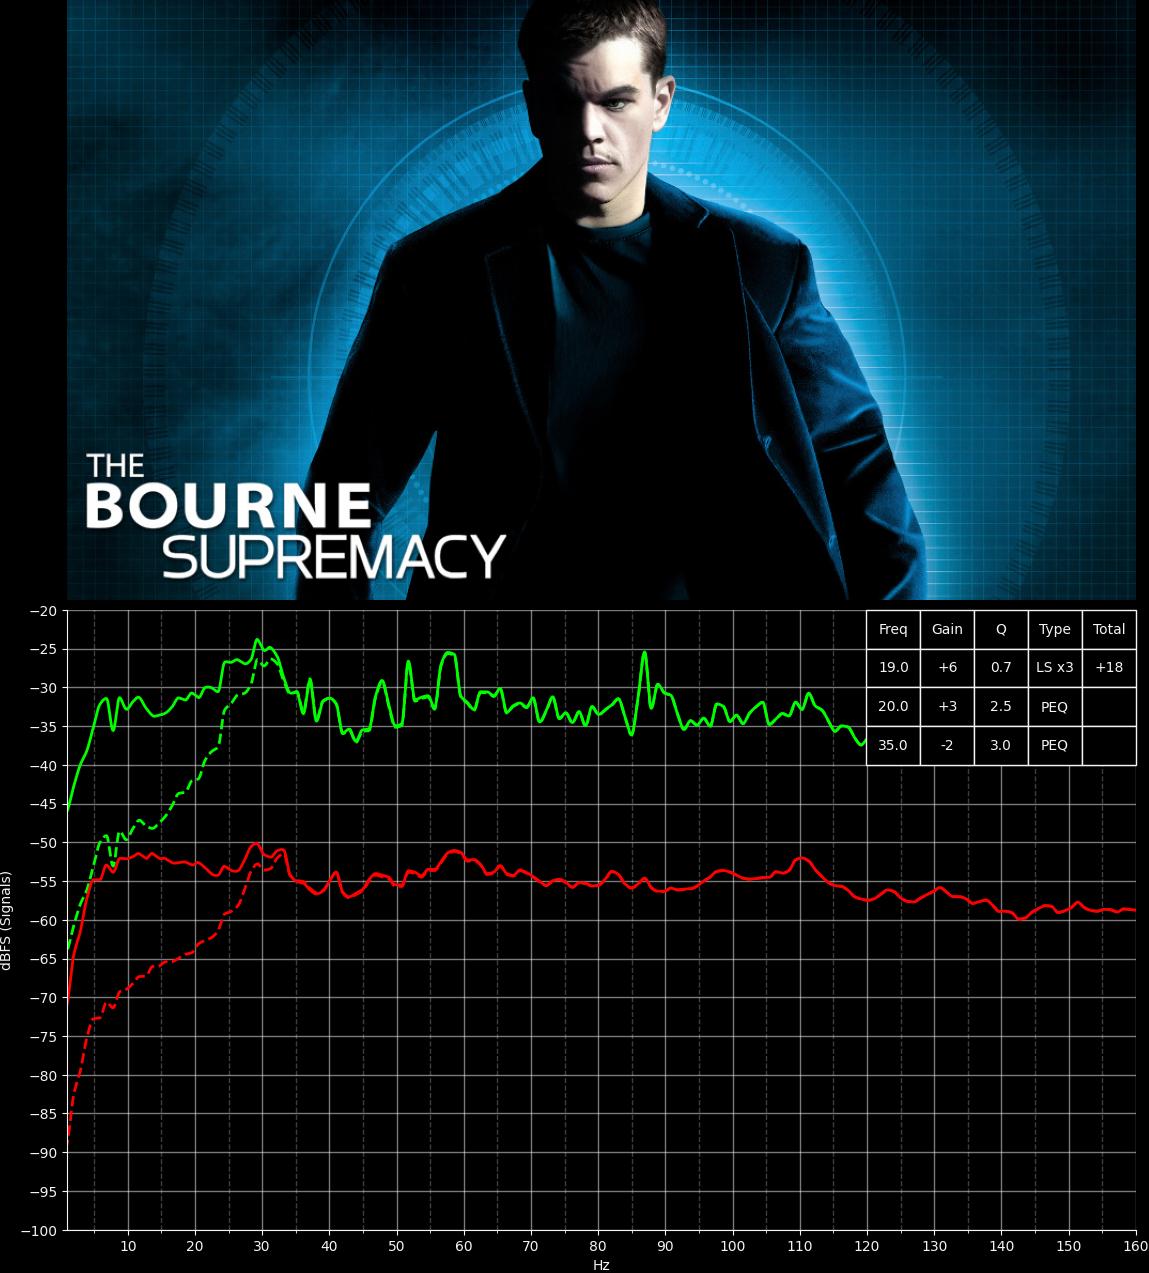 THE
BOURNE
SUPREMACY
Freq Gain Q Type Total
19.0 +6 0.7 LS x3 +18
20.0 +3 2.5 PEQ
35.0 -2 3.0 PEQ
dBFS (Signals)
−20
−25
−30
−35
−40
−45
−50
−55
−60
−65
−70
−75
−80
−85
−90
−95
−100
10 20 30 40 50 60 70 80 90 100 110 120 130 140 150 160
Hz